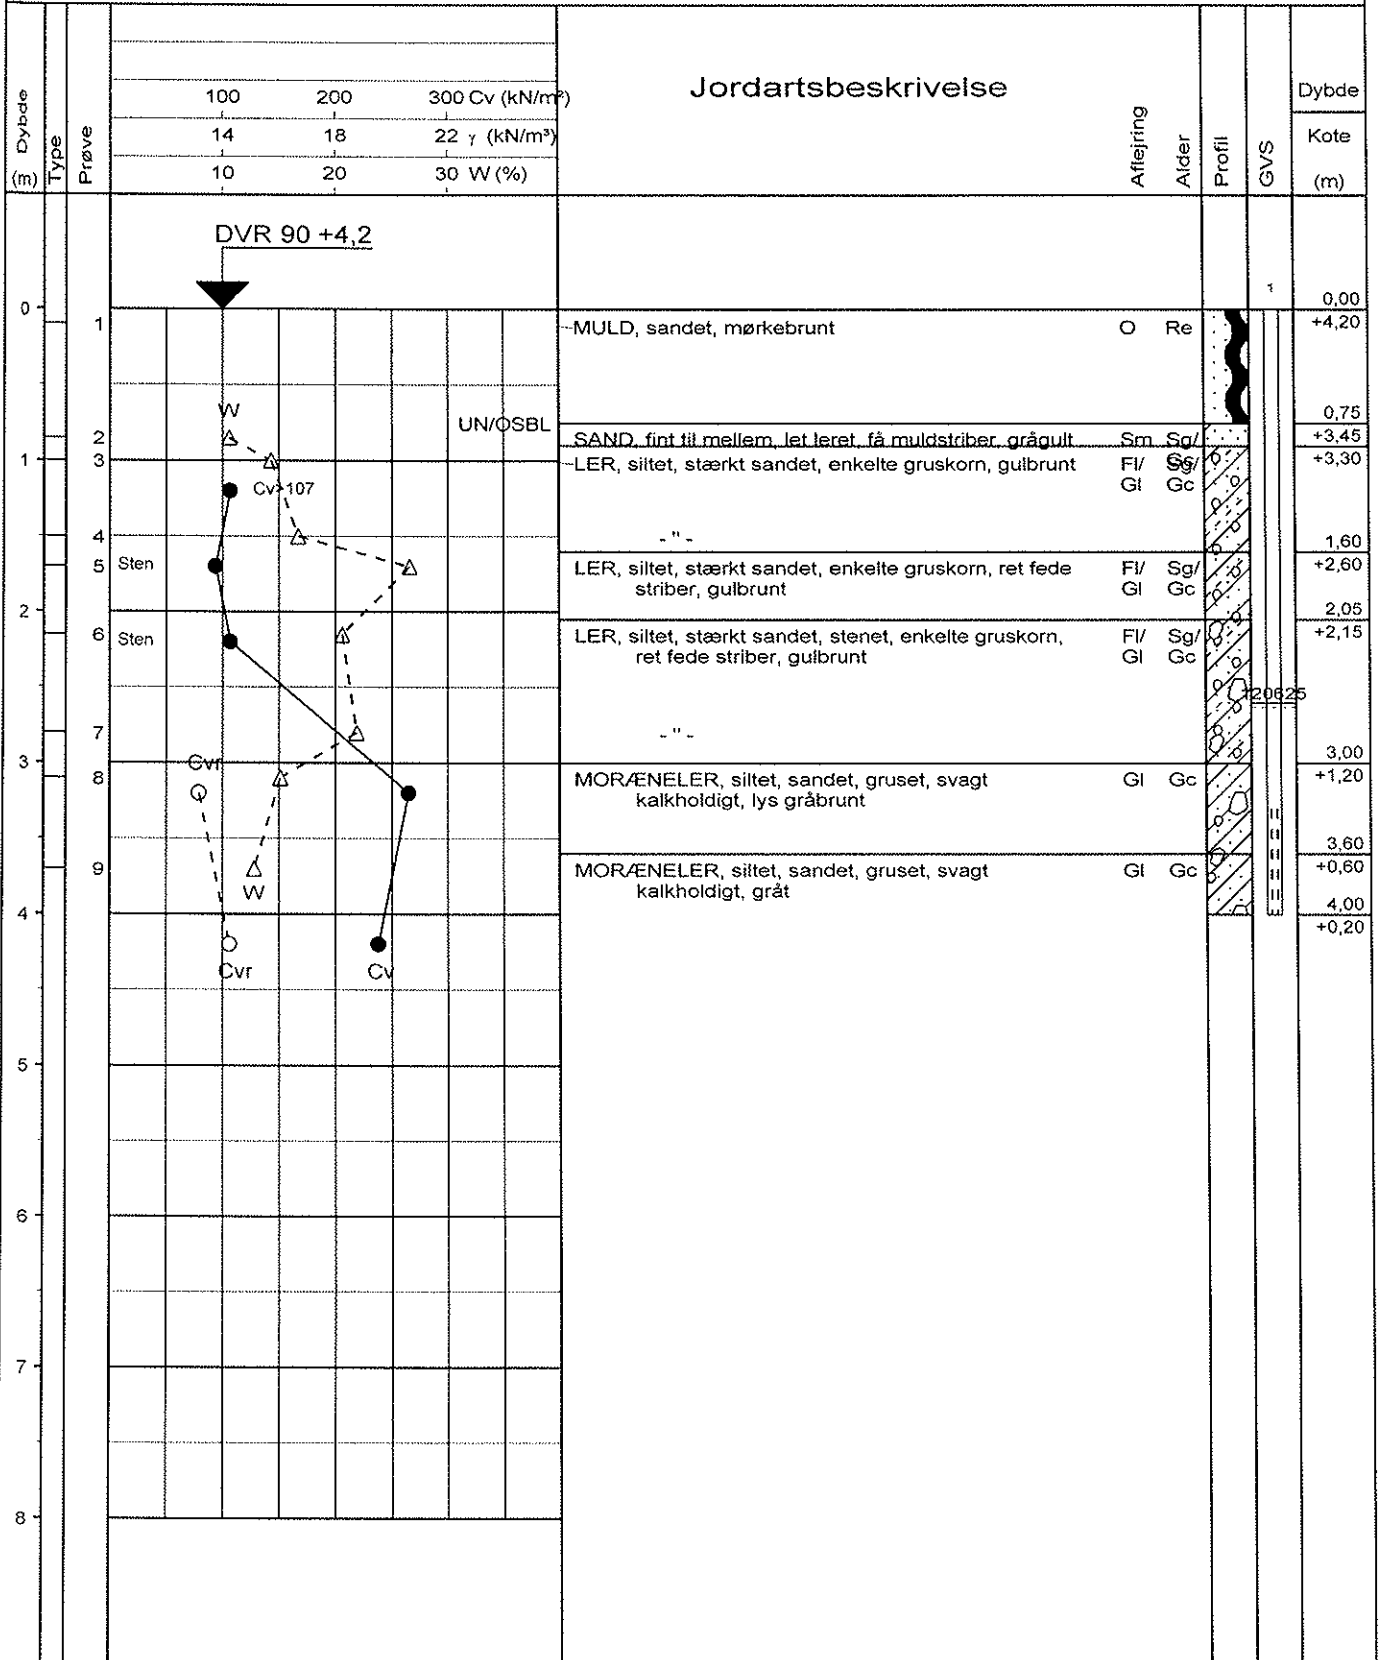 Jordartsbeskrivelse
Dybde
(m)
Type
Prøve
100 200 300 Cv (kN/m²)
14 18 22 γ (kN/m³)
10 20 30 W (%)
Aflejring
Alder
Profil
GVS
Dybde
Kote
(m)
DVR 90 +4,2
0 1 MULD, sandet, mørkebrunt O Re 0,00
+4,20
W
UN/OSBL
0,75
2 SAND, fint til mellem, let leret, få muldstriber, grågult Sm Sg/ +3,45
Gc
1 3 LER, siltet, stærkt sandet, enkelte gruskorn, gulbrunt Fl/ Sg/ +3,30
Gl Gc
Cv>107
4 - " - 1,60
5 Sten LER, siltet, stærkt sandet, enkelte gruskorn, ret fede Fl/ Sg/ +2,60
striber, gulbrunt Gl Gc
2 2,05
6 Sten LER, siltet, stærkt sandet, stenet, enkelte gruskorn, Fl/ Sg/ +2,15
ret fede striber, gulbrunt Gl Gc
120625
7 - " -
3 Cvr 3,00
8 MORÆNELER, siltet, sandet, gruset, svagt Gl Gc +1,20
kalkholdigt, lys gråbrunt
3,60
9 MORÆNELER, siltet, sandet, gruset, svagt Gl Gc +0,60
W kalkholdigt, gråt
4 4,00
+0,20
Cvr Cv
5
6
7
8